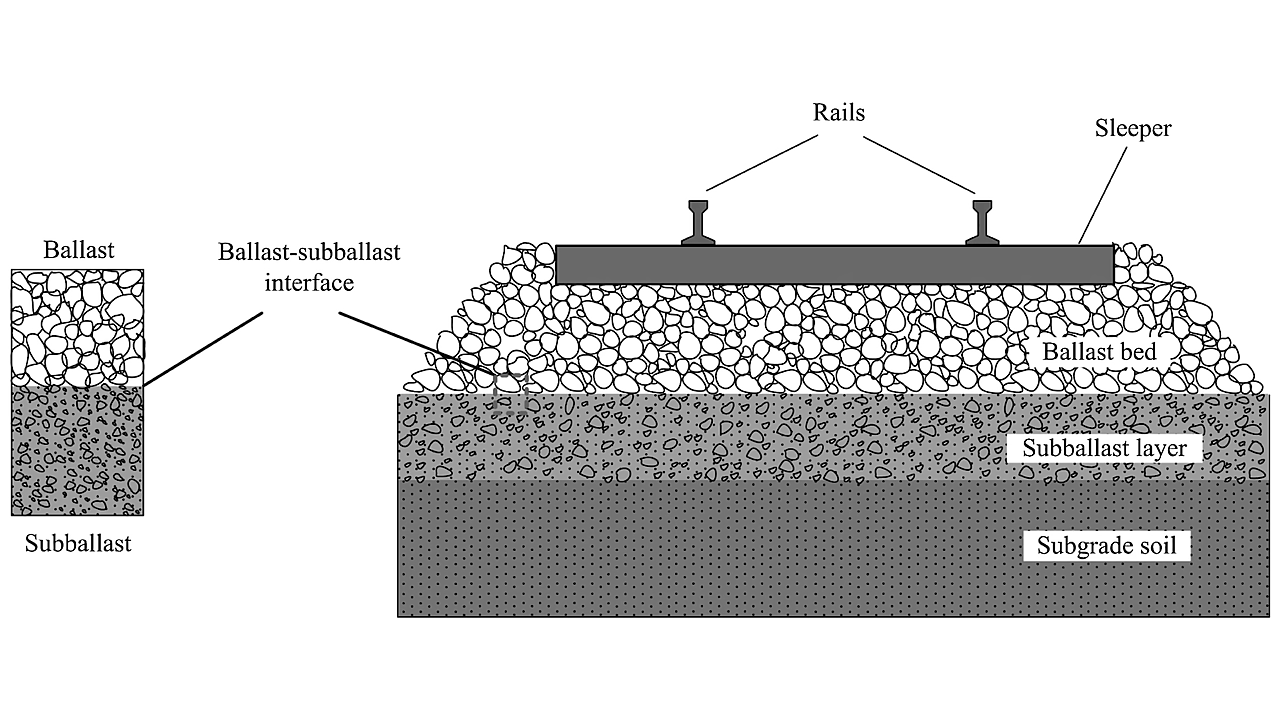 Rails
Sleeper
Ballast
Ballast-subballast
interface
Ballast bed
Subballast layer
Subballast
Subgrade soil